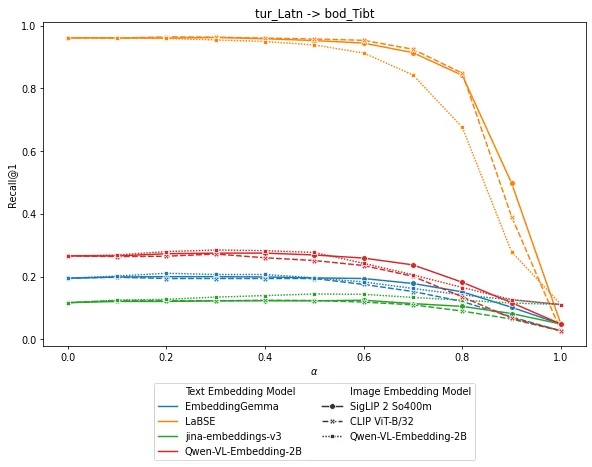 tur_Latn -> bod_Tibt
1.0
0.8
0.6
0.4
0.2
0.0
Recall@1
0.0 0.2 0.4 0.6 0.8 1.0
α
Text Embedding Model Image Embedding Model
EmbeddingGemma SigLIP 2 So400m
LaBSE CLIP ViT-B/32
jina-embeddings-v3 Qwen-VL-Embedding-2B
Qwen-VL-Embedding-2B